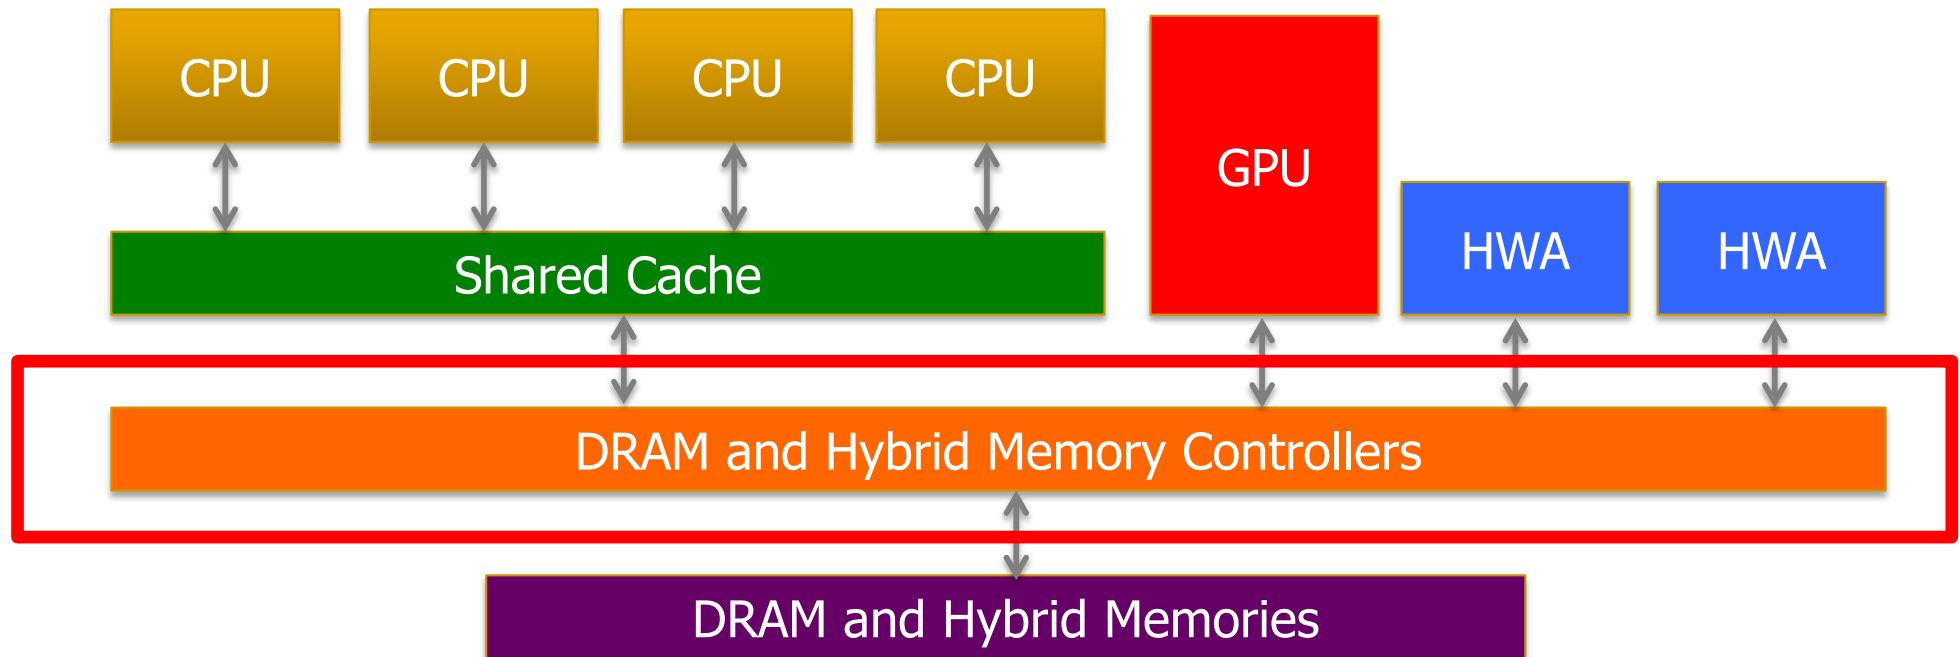 CPU
CPU
CPU
CPU
GPU
HWA
HWA
Shared Cache
DRAM and Hybrid Memory Controllers
DRAM and Hybrid Memories